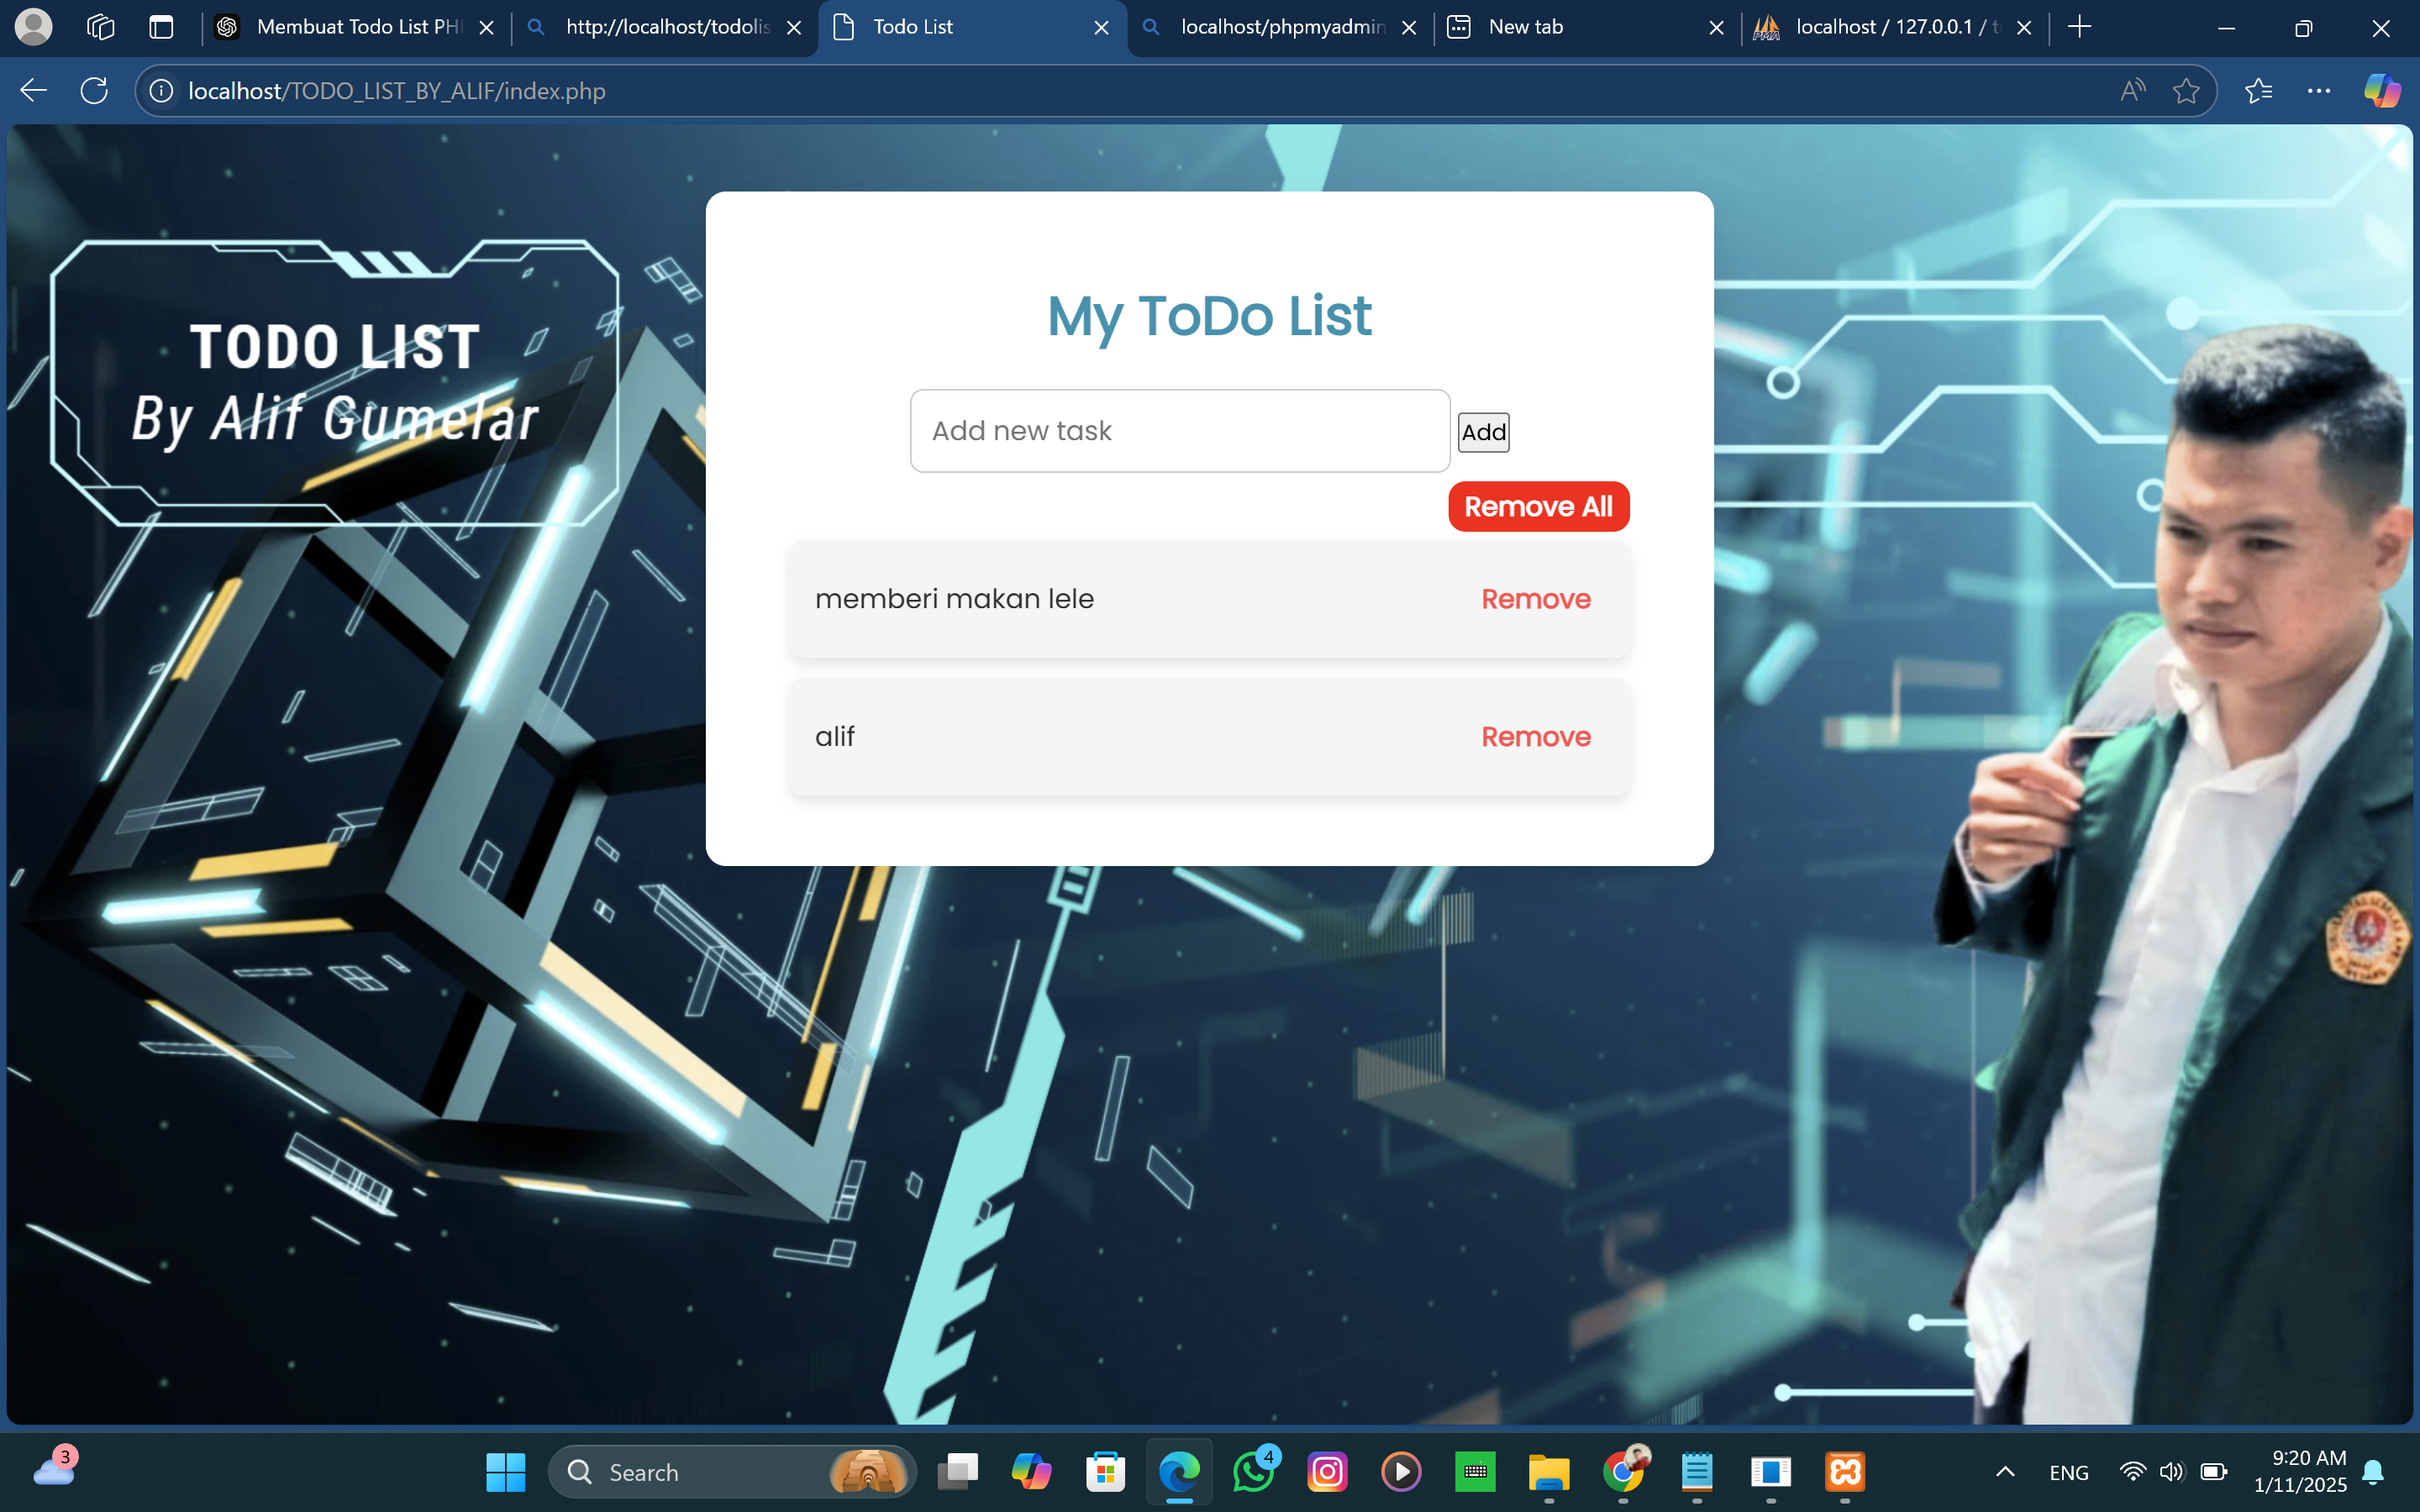 Membuat Todo List PH
http://localhost/todolis
Todo List
localhost/phpmyadmin
New tab
localhost / 127.0.0.1 / t
localhost/TODO_LIST_BY_ALIF/index.php
TODO LIST
By Alif Gumelar
My ToDo List
Add new task
Add
Remove All
memberi makan lele
Remove
alif
Remove
3
Search
4
ENG
9:20 AM
1/11/2025